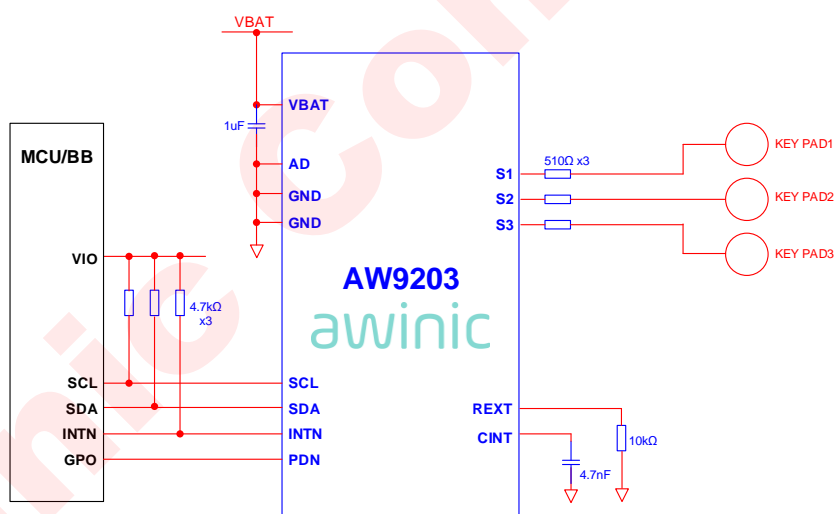 VBAT
VBAT
1uF
MCU/BB
AD
GND
GND
S1
S2
S3
510Ω x3
KEY PAD1
KEY PAD2
KEY PAD3
VIO
4.7kΩ
x3
AW9203
awinic
SCL
SDA
INTN
GPO
SCL
SDA
INTN
PDN
REXT
CINT
10kΩ
4.7nF